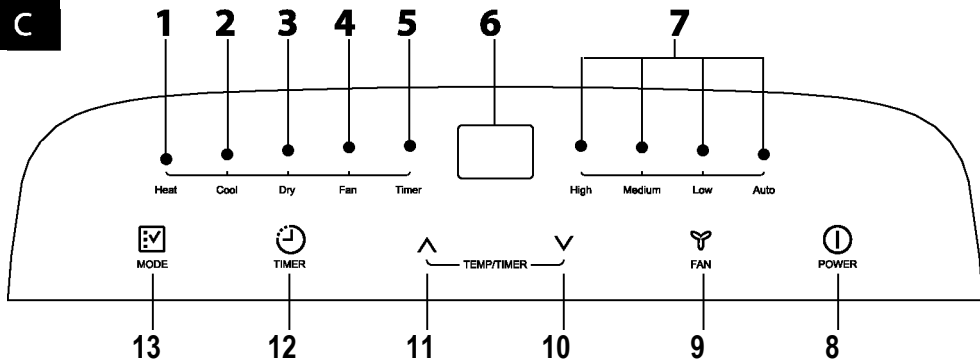 C
1 2 3 4 5 6 7
Heat Cool Dry Fan Timer High Medium Low Auto
MODE TIMER TEMP/TIMER FAN POWER
13 12 11 10 9 8